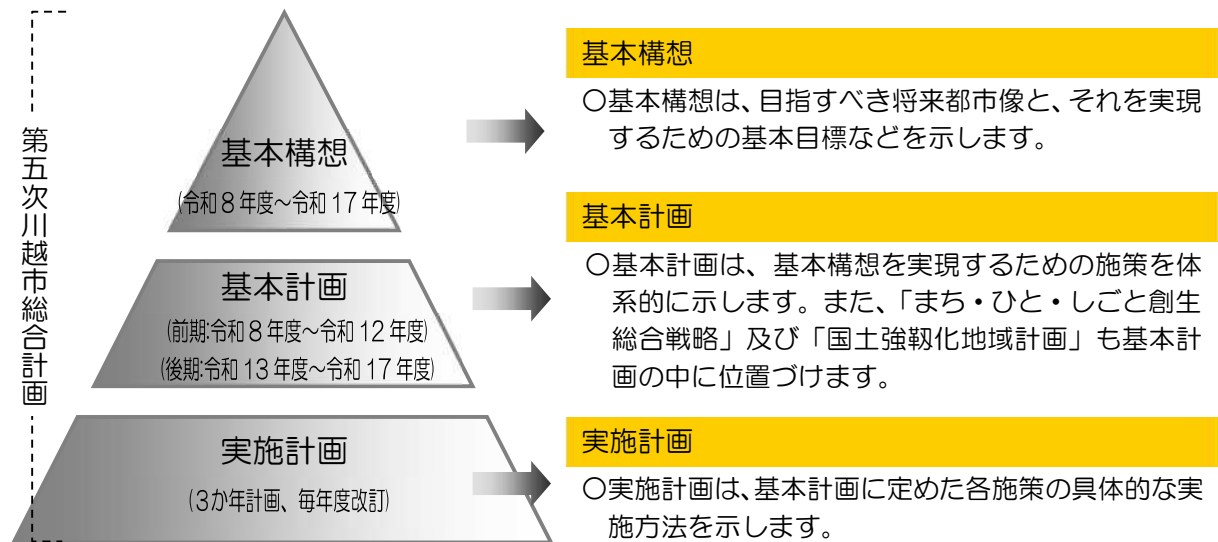 第五次川越市総合計画
基本構想
(令和8年度～令和17年度)
基本構想
〇基本構想は、目指すべき将来都市像と、それを実現
するための基本目標などを示します。
基本計画
(前期:令和8年度～令和12年度)
(後期:令和13年度～令和17年度)
基本計画
〇基本計画は、基本構想を実現するための施策を体
系的に示します。また、「まち・ひと・しごと創生
総合戦略」及び「国土強靱化地域計画」も基本計
画の中に位置づけます。
実施計画
(3か年計画、毎年度改訂)
実施計画
〇実施計画は、基本計画に定めた各施策の具体的な実
施方法を示します。